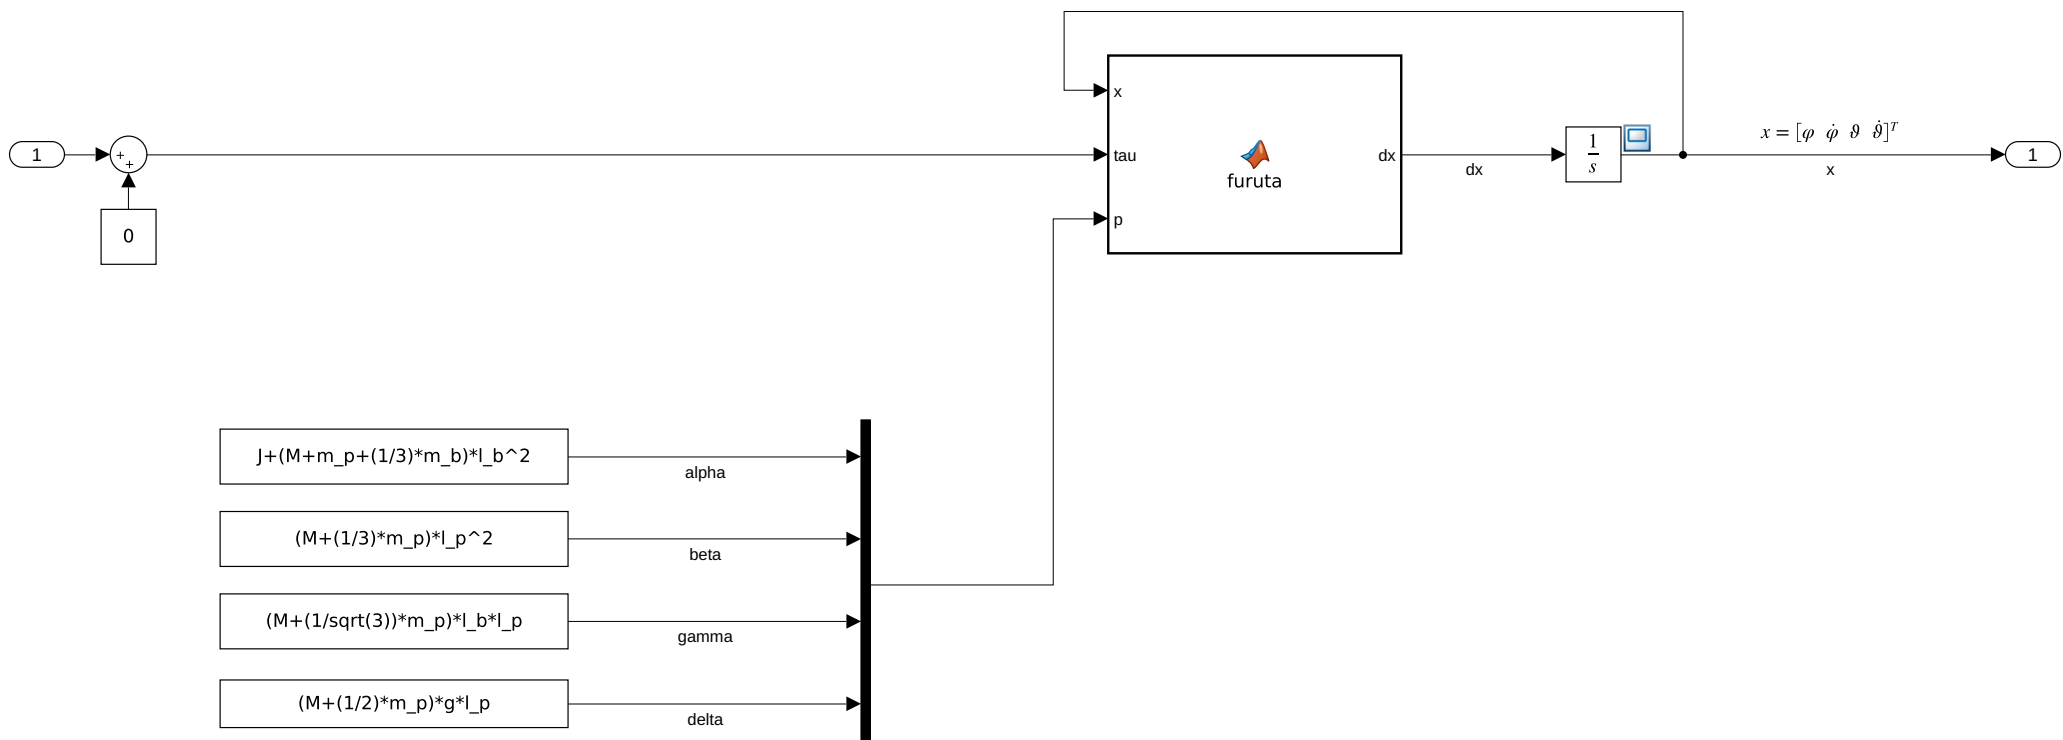 x
1
+
+
tau
furuta
dx
dx
1
s
x = [φ φ̇ ϑ ϑ̇]ᵀ
x
1
0
p
J+(M+m_p+(1/3)*m_b)*l_b^2
alpha
(M+(1/3)*m_p)*l_p^2
beta
(M+(1/sqrt(3))*m_p)*l_b*l_p
gamma
(M+(1/2)*m_p)*g*l_p
delta